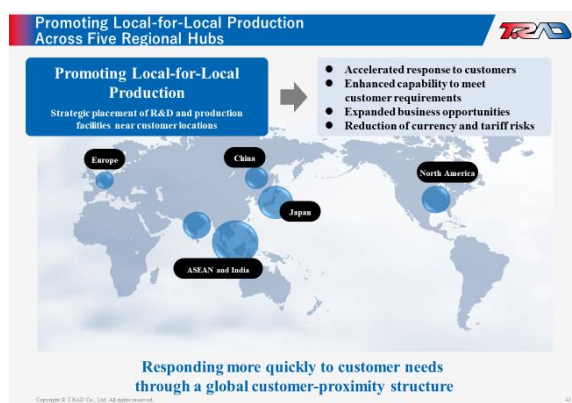 Promoting Local-for-Local Production
Across Five Regional Hubs
T.RAD
Promoting Local-for-Local
Production
Strategic placement of R&D and production
facilities near customer locations
● Accelerated response to customers
● Enhanced capability to meet
customer requirements
● Expanded business opportunities
● Reduction of currency and tariff risks
Europe
China
North America
Japan
ASEAN and India
Responding more quickly to customer needs
through a global customer-proximity structure
Copyright © T.RAD Co., Ltd. All rights reserved.